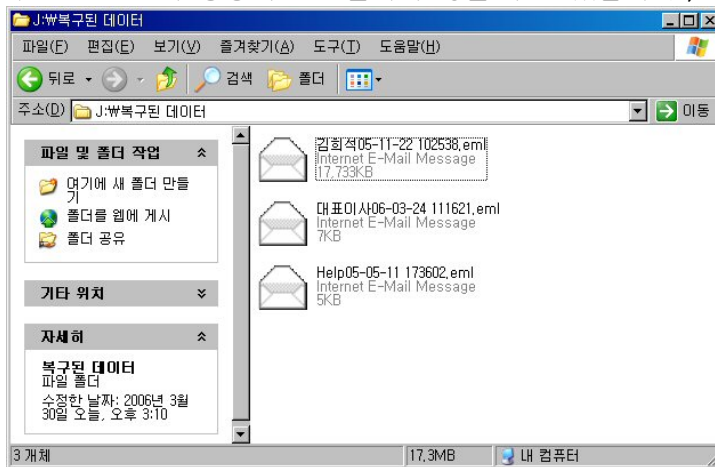 J:₩복구된 데이터
파일(F) 편집(E) 보기(V) 즐겨찾기(A) 도구(T) 도움말(H)
뒤로 검색 폴더
주소(D) J:₩복구된 데이터 이동
파일 및 폴더 작업
여기에 새 폴더 만들
기
폴더를 웹에 게시
폴더 공유
기타 위치
자세히
복구된 데이터
파일 폴더
수정한 날짜: 2006년 3월
30일 오늘, 오후 3:10
김희석05-11-22 102538.eml
Internet E-Mail Message
17,733KB
대표이사06-03-24 111621.eml
Internet E-Mail Message
7KB
Help05-05-11 173602.eml
Internet E-Mail Message
5KB
3 개체 17.3MB 내 컴퓨터